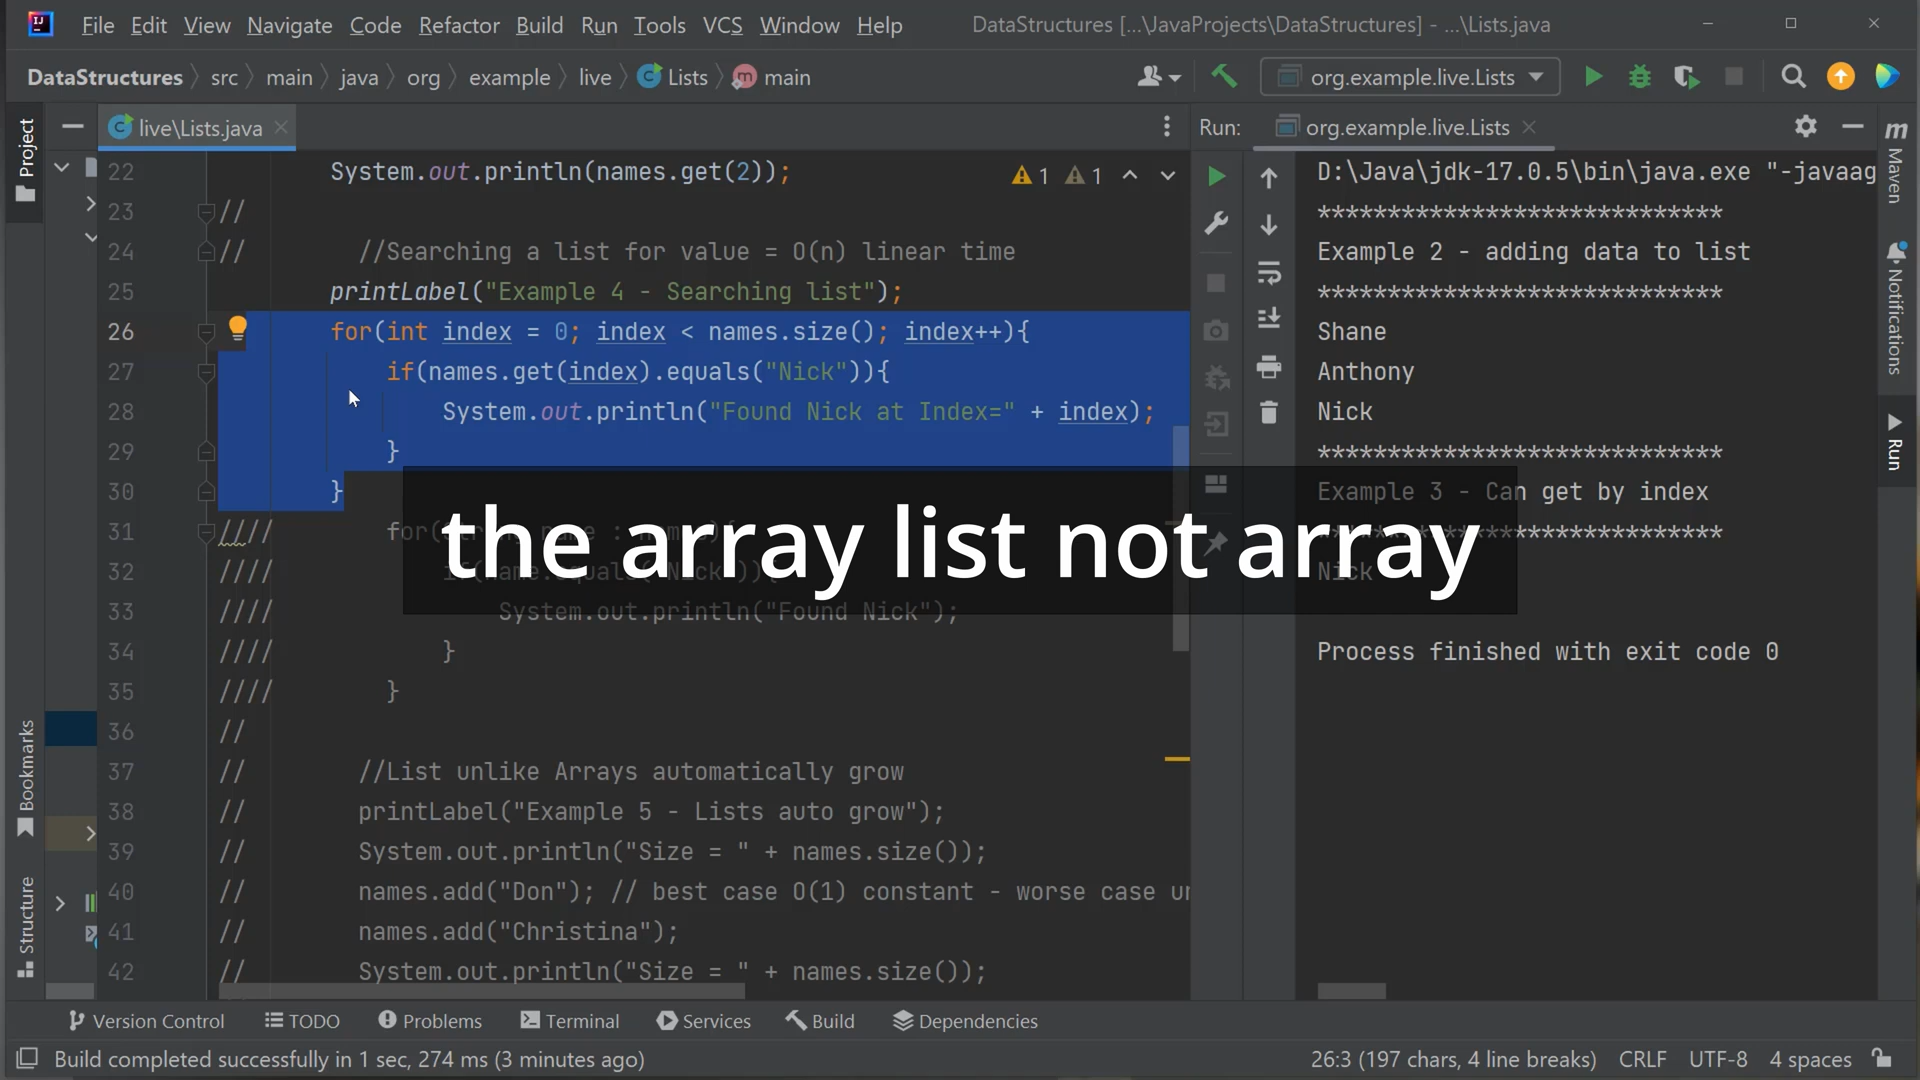 File Edit View Navigate Code Refactor Build Run Tools VCS Window Help DataStructures [...\JavaProjects\DataStructures] - ...\Lists.java
DataStructures src main java org example live Lists main org.example.live.Lists
Project
live\Lists.java
Run: org.example.live.Lists
22 System.out.println(names.get(2));
1 1
23 //
24 // //Searching a list for value = O(n) linear time
25 printLabel("Example 4 - Searching list");
26 for(int index = 0; index < names.size(); index++){
27 if(names.get(index).equals("Nick")){
28 System.out.println("Found Nick at Index=" + index);
29 }
30 }
31 //// for(String name : names){
32 //// if(name.equals("Nick")){
33 //// System.out.println("Found Nick");
34 //// }
35 //// }
36 //
37 // //List unlike Arrays automatically grow
38 // printLabel("Example 5 - Lists auto grow");
39 // System.out.println("Size = " + names.size());
40 // names.add("Don"); // best case O(1) constant - worse case
41 // names.add("Christina");
42 // System.out.println("Size = " + names.size());
the array list not array
D:\Java\jdk-17.0.5\bin\java.exe "-javaag
*****************************
Example 2 - adding data to list
*****************************
Shane
Anthony
Nick
*****************************
Example 3 - Can get by index
*****************************
Nick
Process finished with exit code 0
m
Maven
Notifications
Run
Bookmarks
Structure
Version Control TODO Problems Terminal Services Build Dependencies
Build completed successfully in 1 sec, 274 ms (3 minutes ago) 26:3 (197 chars, 4 line breaks) CRLF UTF-8 4 spaces